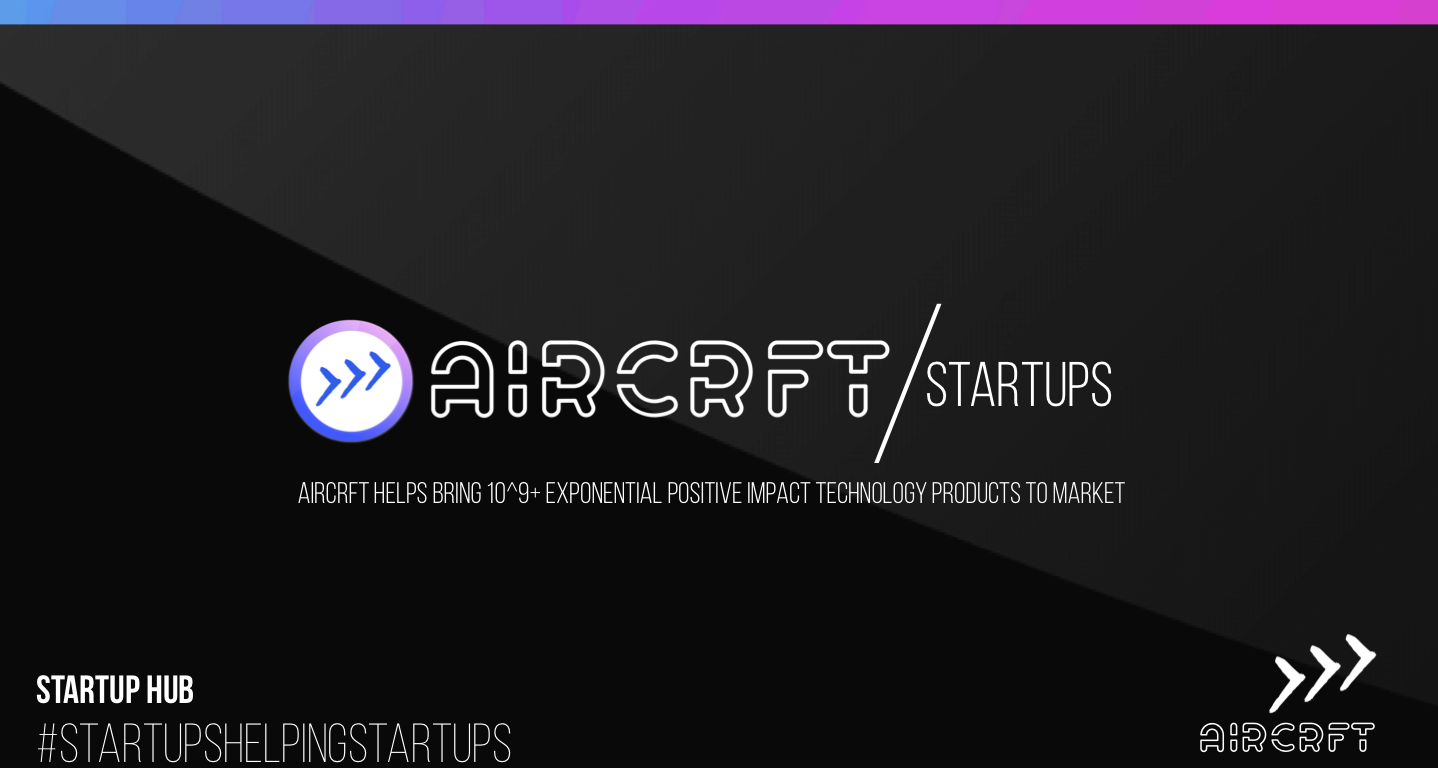 AIRCRFT/STARTUPS
AIRCRFT HELPS BRING 10^9+ EXPONENTIAL POSITIVE IMPACT TECHNOLOGY PRODUCTS TO MARKET
STARTUP HUB
#STARTUPSHELPINGSTARTUPS
AIRCRFT